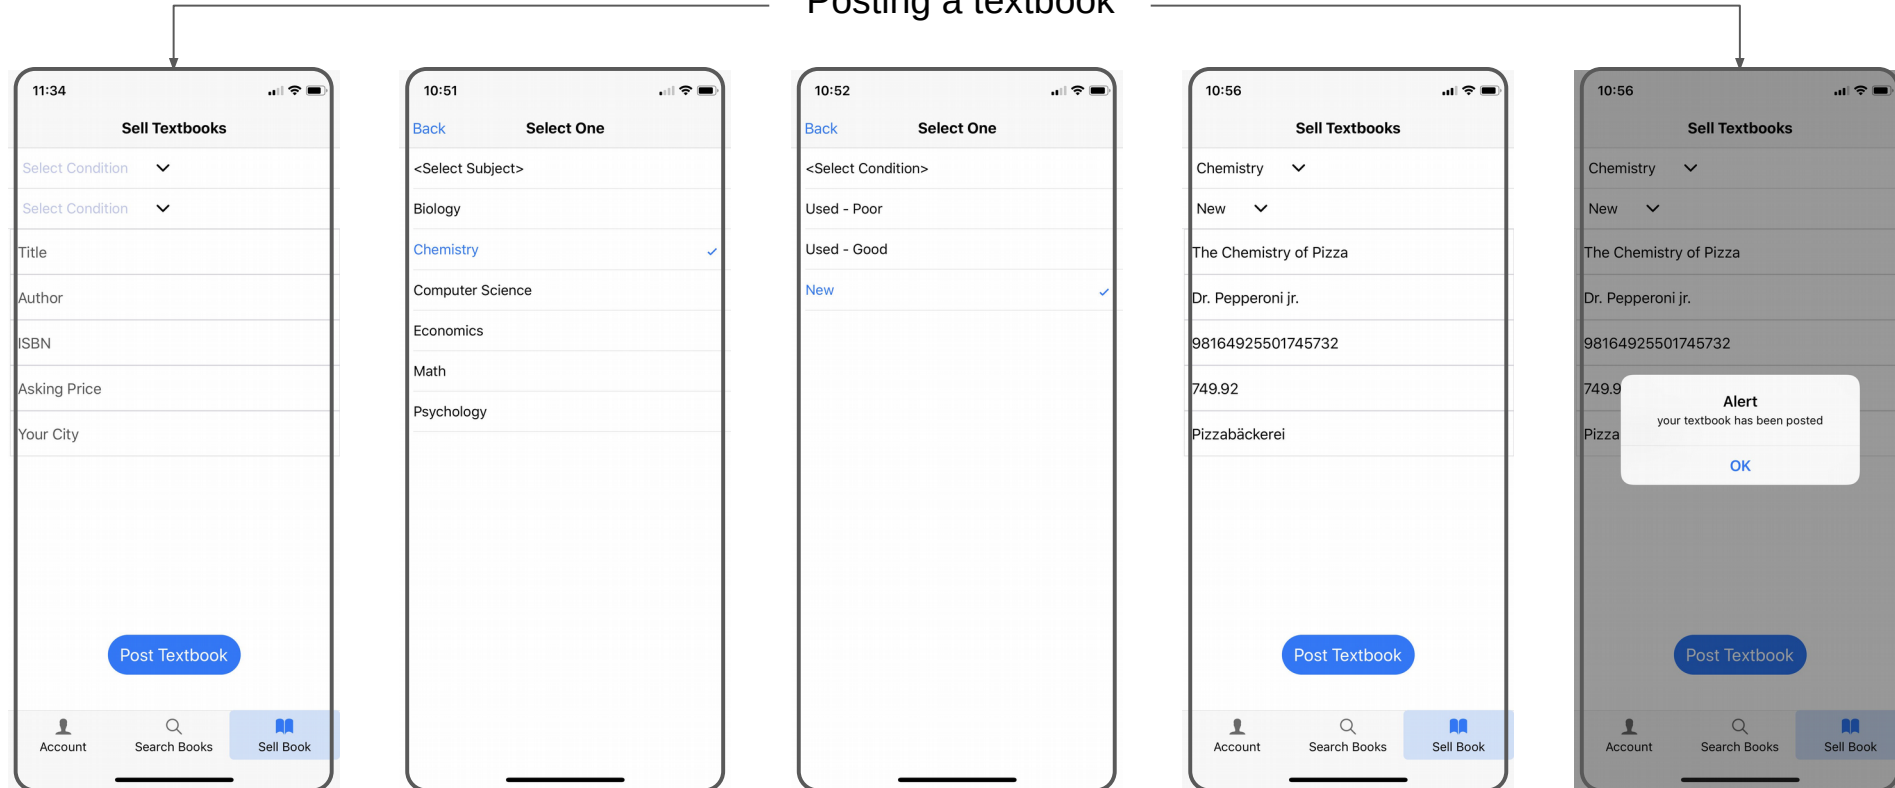 Posting a textbook
11:34
Sell Textbooks
Select Condition
Select Condition
Title
Author
ISBN
Asking Price
Your City
Post Textbook
Account
Search Books
Sell Book
10:51
Back
Select One
<Select Subject>
Biology
Chemistry
Computer Science
Economics
Math
Psychology
10:52
Back
Select One
<Select Condition>
Used - Poor
Used - Good
New
10:56
Sell Textbooks
Chemistry
New
The Chemistry of Pizza
Dr. Pepperoni jr.
98164925501745732
749.92
Pizzabäckerei
Post Textbook
Account
Search Books
Sell Book
10:56
Sell Textbooks
Chemistry
New
The Chemistry of Pizza
Dr. Pepperoni jr.
98164925501745732
749.9
Pizza
Alert
your textbook has been posted
OK
Post Textbook
Account
Search Books
Sell Book